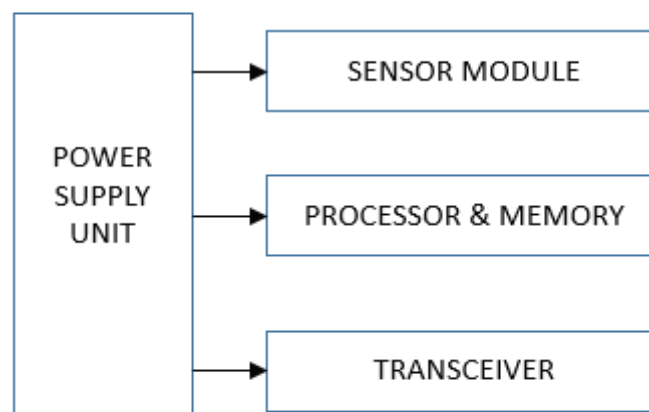 POWER
SUPPLY
UNIT
SENSOR MODULE
PROCESSOR & MEMORY
TRANSCEIVER